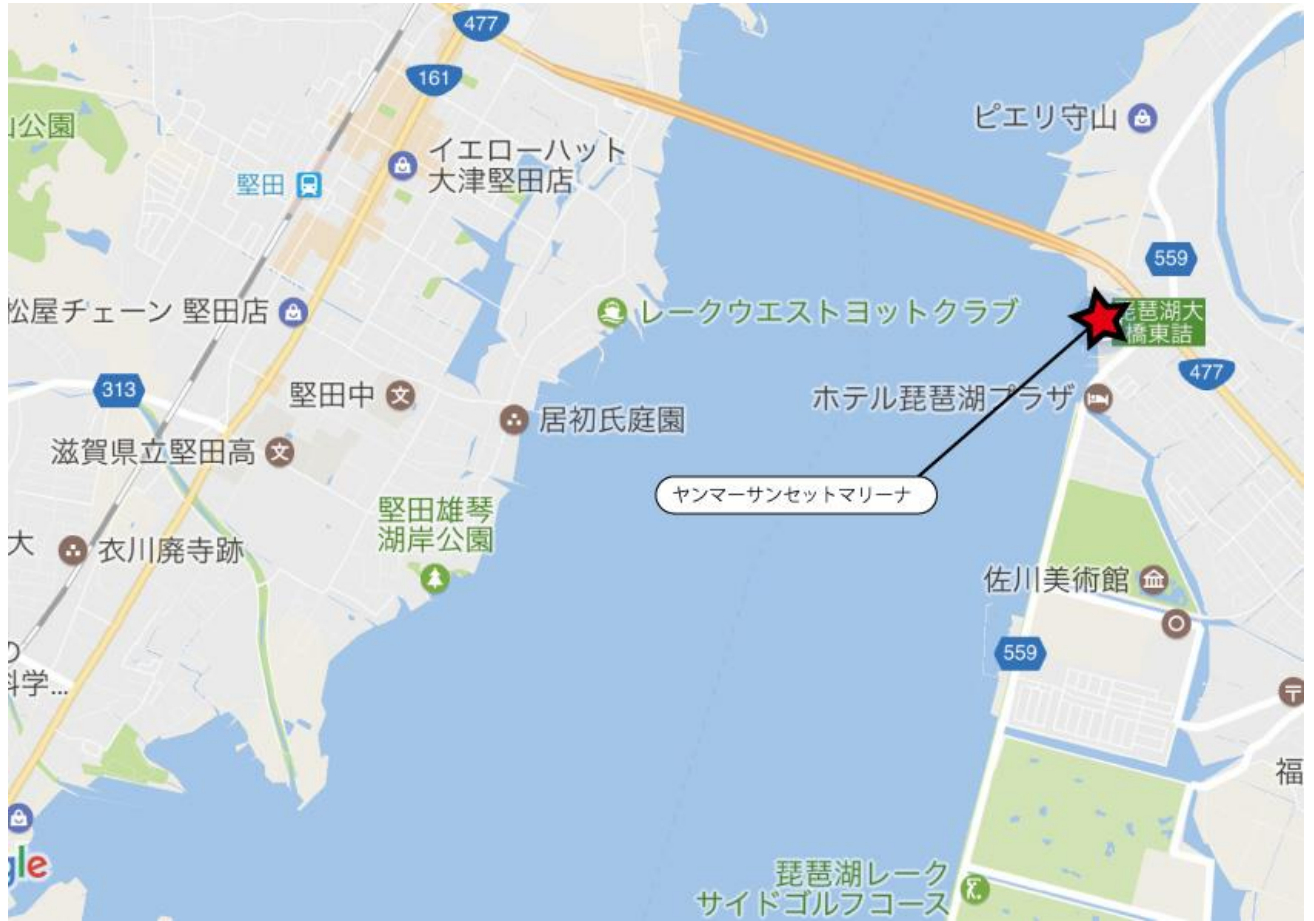 477
161
山公園
ピエリ守山
イエローハット
大津堅田店
堅田
559
松屋チェーン 堅田店
レークウエストヨットクラブ
琵琶湖大
橋東詰
477
313
堅田中
ホテル琵琶湖プラザ
居初氏庭園
滋賀県立堅田高
ヤンマーサンセットマリーナ
堅田雄琴
湖岸公園
大
衣川廃寺跡
佐川美術館
559
の
科学...
福
gle
琵琶湖レーク
サイドゴルフコース